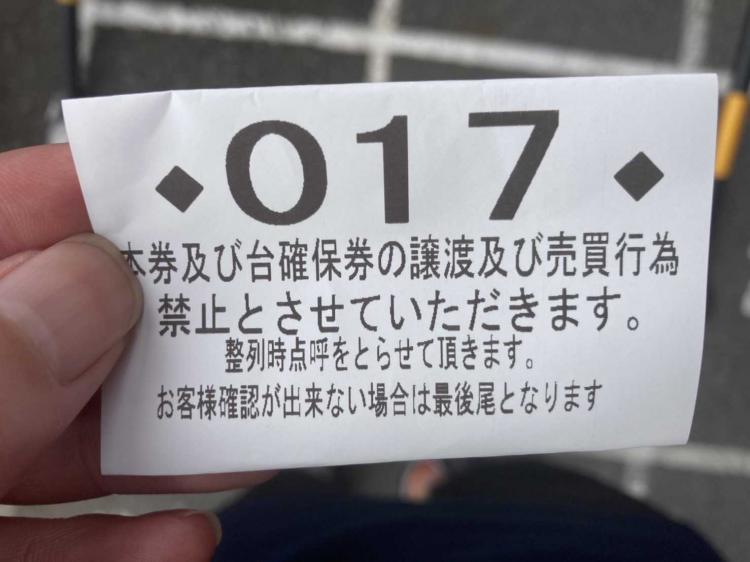 ◆017◆
本券及び台確保券の譲渡及び売買行為
禁止とさせていただきます。
整列時点呼をとらせて頂きます。
お客様確認が出来ない場合は最後尾となります